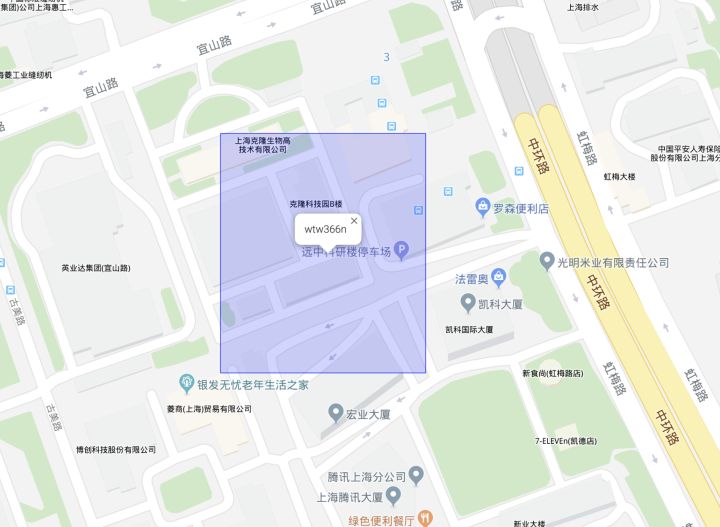 集团)公司上海惠工...
上海排水
宜山路
宜山路
宜山路
3
海菱工业缝纫机
上海克隆生物高
技术有限公司
中环路
虹梅路
中国平安人寿保险
股份有限公司上海分
虹梅大楼
克隆科技园B楼
罗森便利店
wtw366n
×
远中科研楼停车场
P
英业达集团(宜山路)
光明米业有限责任公司
法雷奥
中环路
古美路
凯科大厦
凯科国际大厦
虹梅路
虹梅路
新食尚(虹梅路店)
银发无忧老年生活之家
菱商(上海)贸易有限公司
宏业大厦
古美路
中环路
7-ELEVEn(凯德店)
博创科技股份有限公司
腾讯上海分公司
上海腾讯大厦
绿色便利餐厅
新业大楼